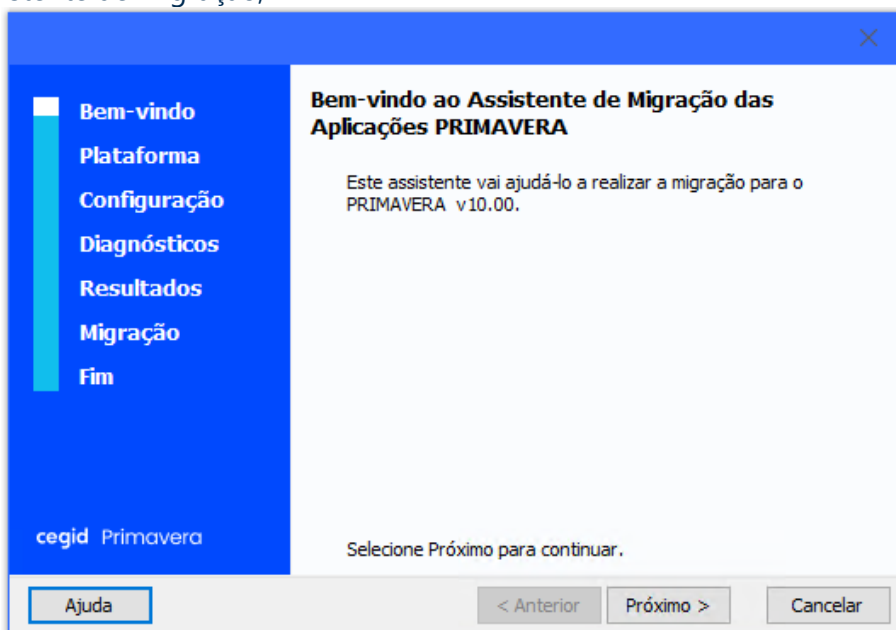 Bem-vindo
Plataforma
Configuração
Diagnósticos
Resultados
Migração
Fim
cegid Primavera
Bem-vindo ao Assistente de Migração das
Aplicações PRIMAVERA
Este assistente vai ajudá-lo a realizar a migração para o
PRIMAVERA v10.00.
Selecione Próximo para continuar.
Ajuda
< Anterior
Próximo >
Cancelar